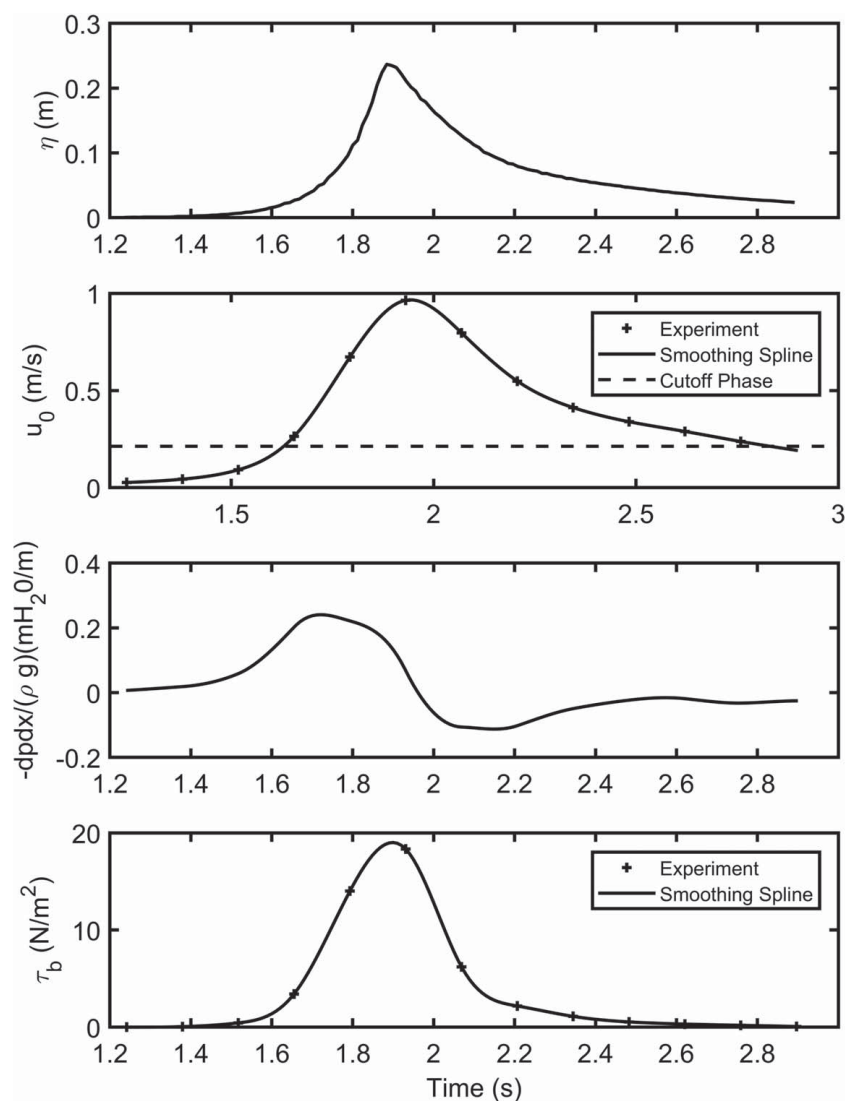 0.3
0.2
0.1
0
η (m)
1.2 1.4 1.6 1.8 2 2.2 2.4 2.6 2.8
1
0.5
0
u0 (m/s)
Experiment
Smoothing Spline
Cutoff Phase
1.5 2 2.5 3
0.4
0.2
0
-0.2
-dpdx/(ρ g)(mH20/m)
1.2 1.4 1.6 1.8 2 2.2 2.4 2.6 2.8
20
10
0
τb (N/m2)
Experiment
Smoothing Spline
1.2 1.4 1.6 1.8 2 2.2 2.4 2.6 2.8
Time (s)